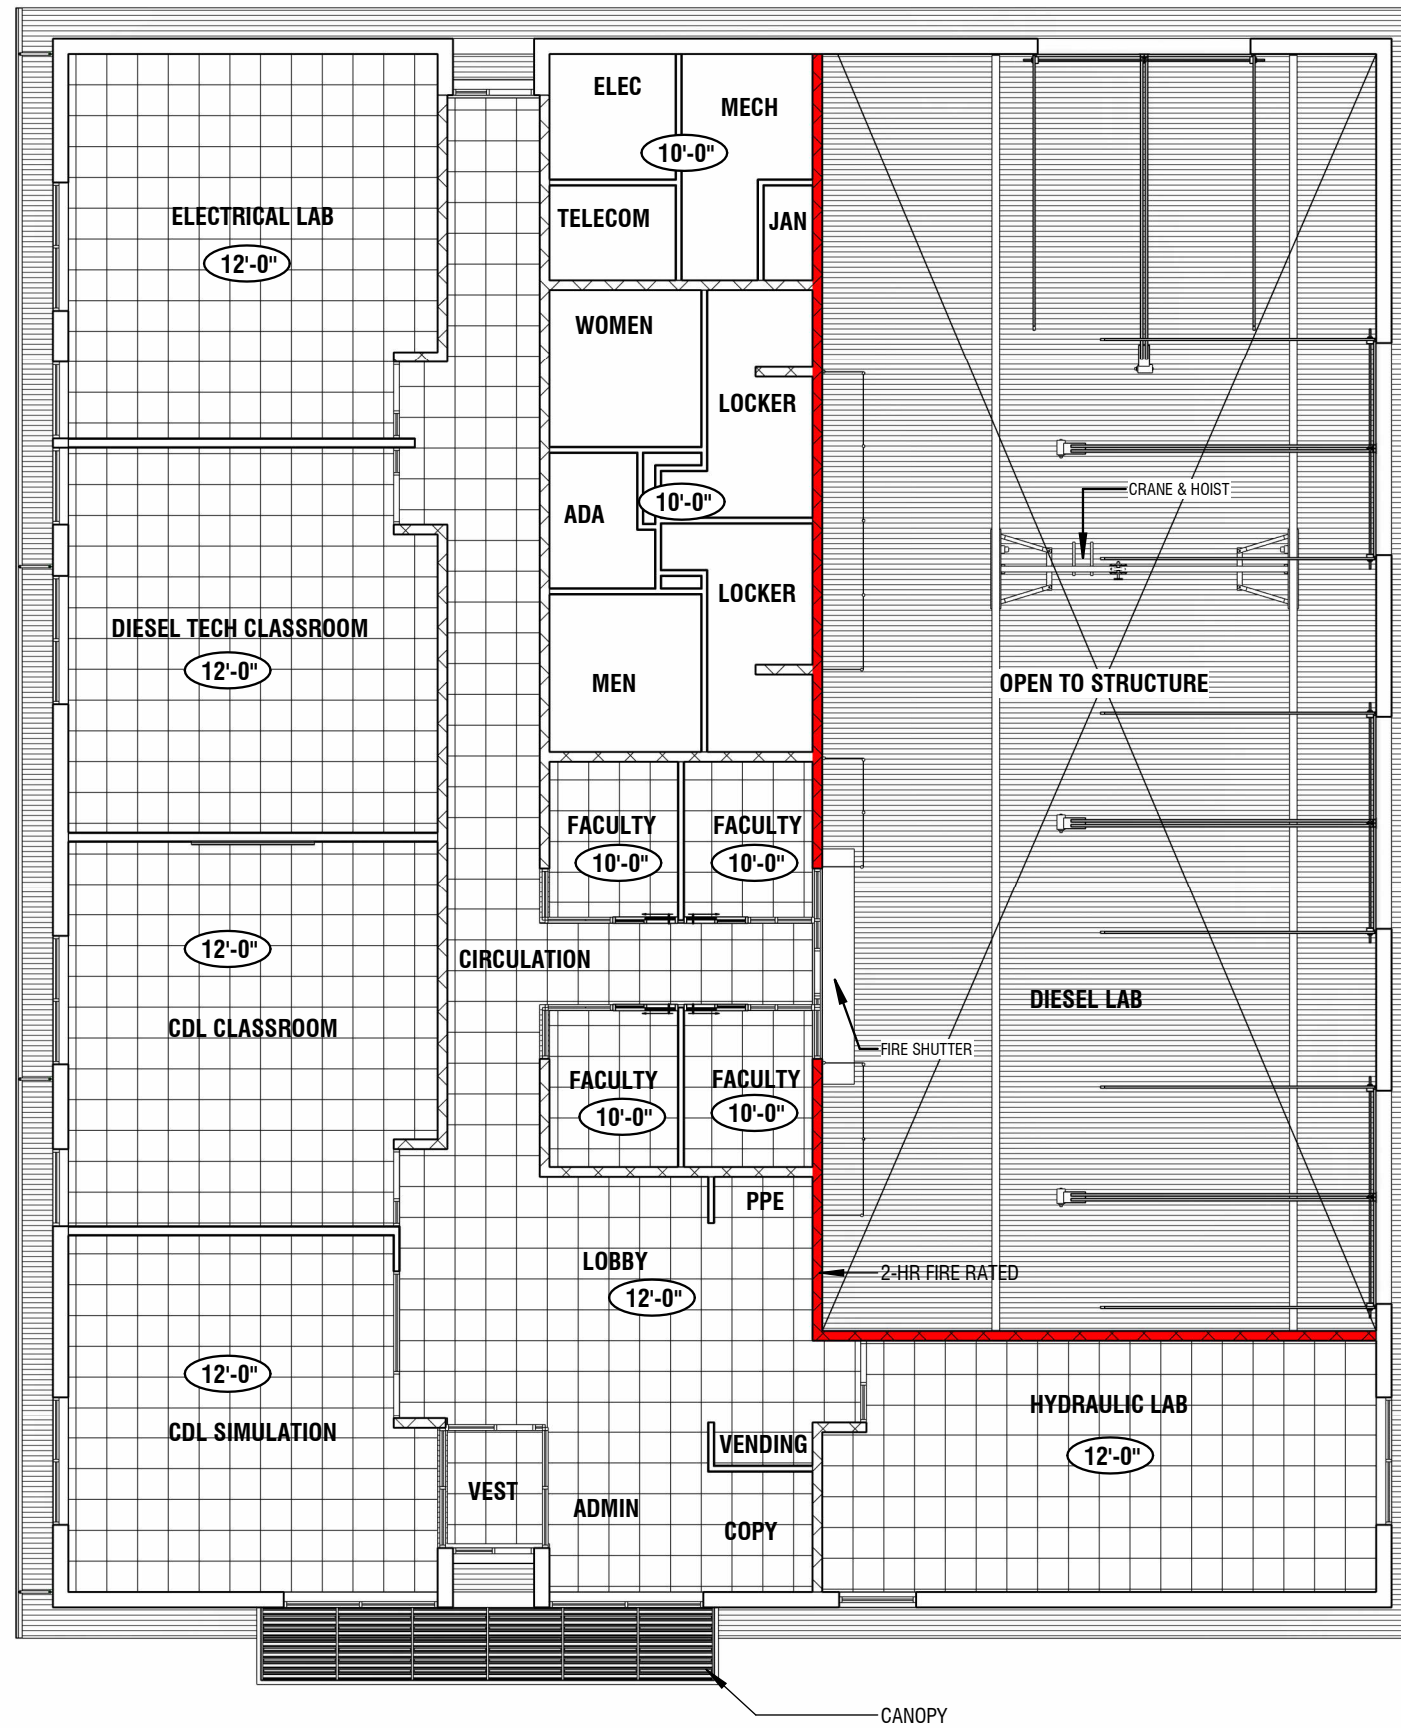 ELEC
MECH
10'-0"
TELECOM
JAN
ELECTRICAL LAB
12'-0"
WOMEN
LOCKER
CRANE & HOIST
10'-0"
ADA
LOCKER
DIESEL TECH CLASSROOM
12'-0"
MEN
OPEN TO STRUCTURE
FACULTY
10'-0"
FACULTY
10'-0"
12'-0"
CIRCULATION
CDL CLASSROOM
DIESEL LAB
FIRE SHUTTER
FACULTY
10'-0"
FACULTY
10'-0"
PPE
LOBBY
12'-0"
2-HR FIRE RATED
12'-0"
CDL SIMULATION
HYDRAULIC LAB
12'-0"
VENDING
VEST
ADMIN
COPY
CANOPY